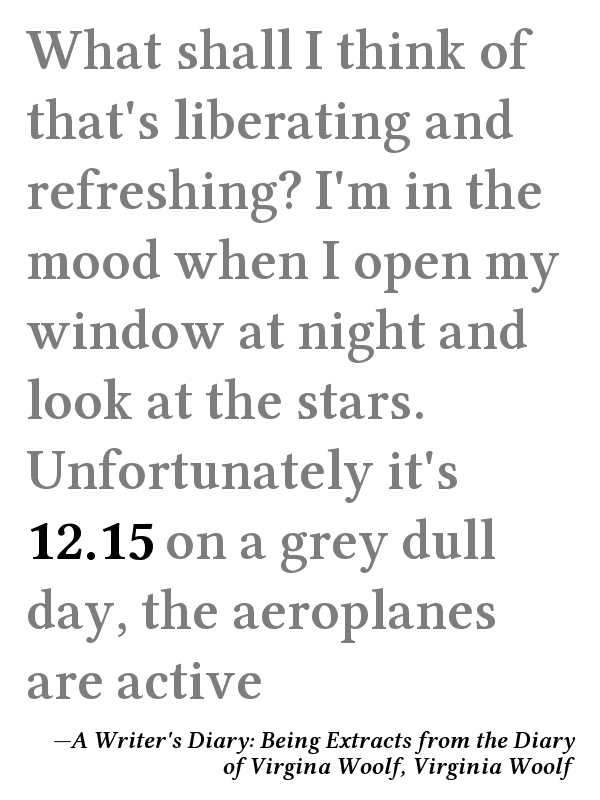 What shall I think of
that's liberating and
refreshing? I'm in the
mood when I open my
window at night and
look at the stars.
Unfortunately it's
12.15 on a grey dull
day, the aeroplanes
are active
—A Writer's Diary: Being Extracts from the Diary
of Virgina Woolf, Virginia Woolf